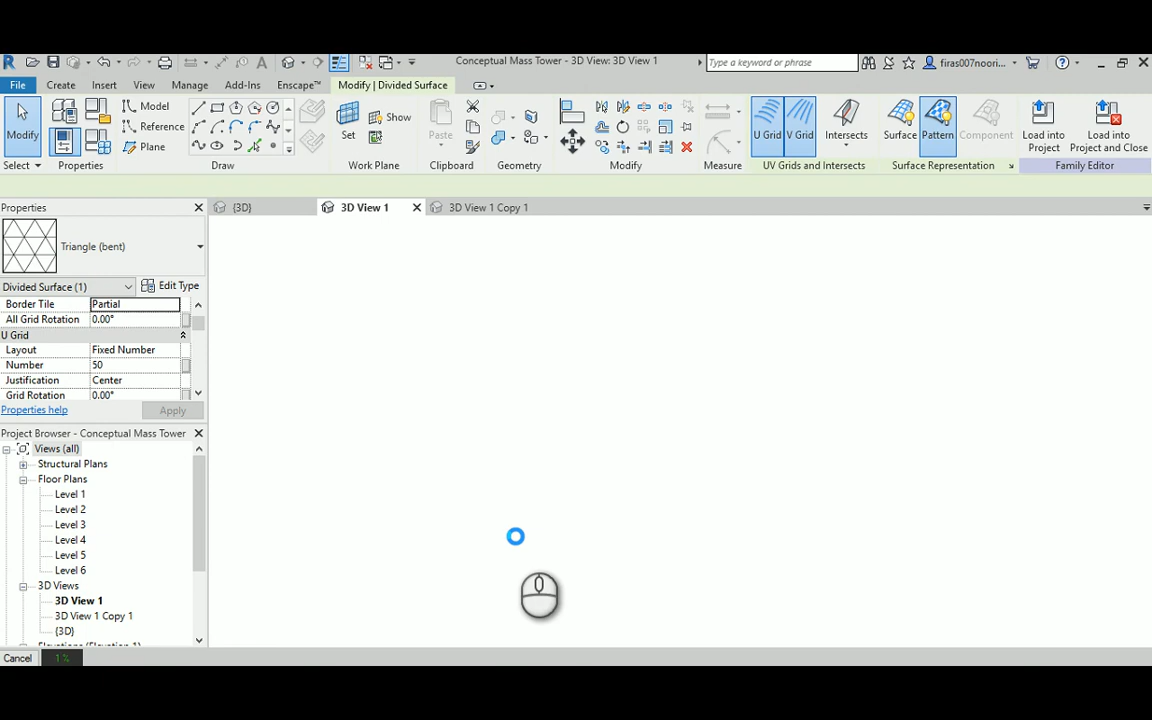 Conceptual Mass Tower - 3D View: 3D View 1
Type a keyword or phrase
firas007noori...
File Create Insert View Manage Add-Ins Enscape™ Modify | Divided Surface
Modify
Model
Reference
Plane
Set
Show
Paste
U Grid
V Grid
Intersects
Surface
Pattern
Component
Load into
Project
Load into
Project and Close
Select
Properties
Draw
Work Plane
Clipboard
Geometry
Modify
Measure
UV Grids and Intersects
Surface Representation
Family Editor
Properties
{3D}
3D View 1
3D View 1 Copy 1
Triangle (bent)
Divided Surface (1)
Edit Type
Border Tile Partial
All Grid Rotation 0.00°
U Grid
Layout Fixed Number
Number 50
Justification Center
Grid Rotation 0.00°
Properties help
Apply
Project Browser - Conceptual Mass Tower
Views (all)
Structural Plans
Floor Plans
Level 1
Level 2
Level 3
Level 4
Level 5
Level 6
3D Views
3D View 1
3D View 1 Copy 1
{3D}
Elevations (Elevation 1)
Cancel
1 %